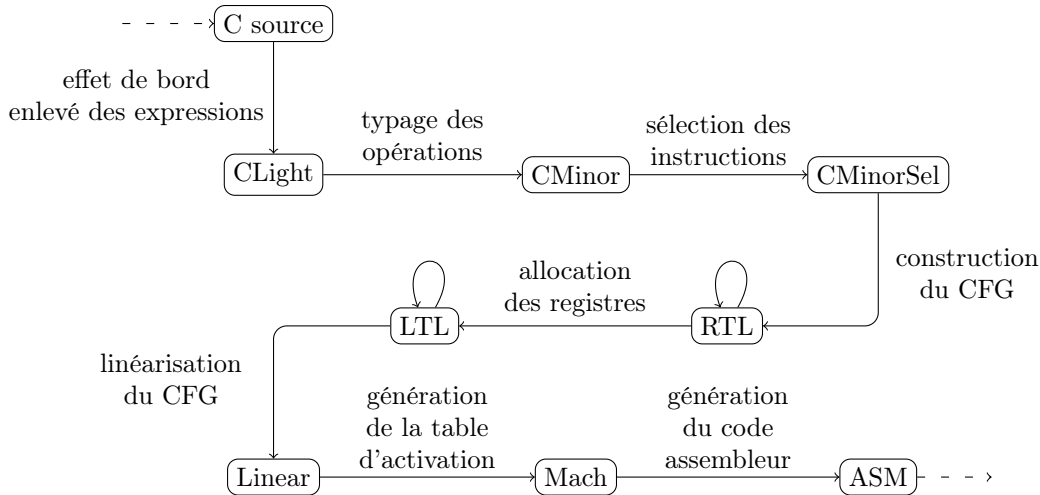 C source
effet de bord
enlevé des expressions
typage des
opérations
sélection des
instructions
CLight
CMinor
CMinorSel
construction
du CFG
allocation
des registres
LTL
RTL
linéarisation
du CFG
génération
de la table
d'activation
génération
du code
assembleur
Linear
Mach
ASM